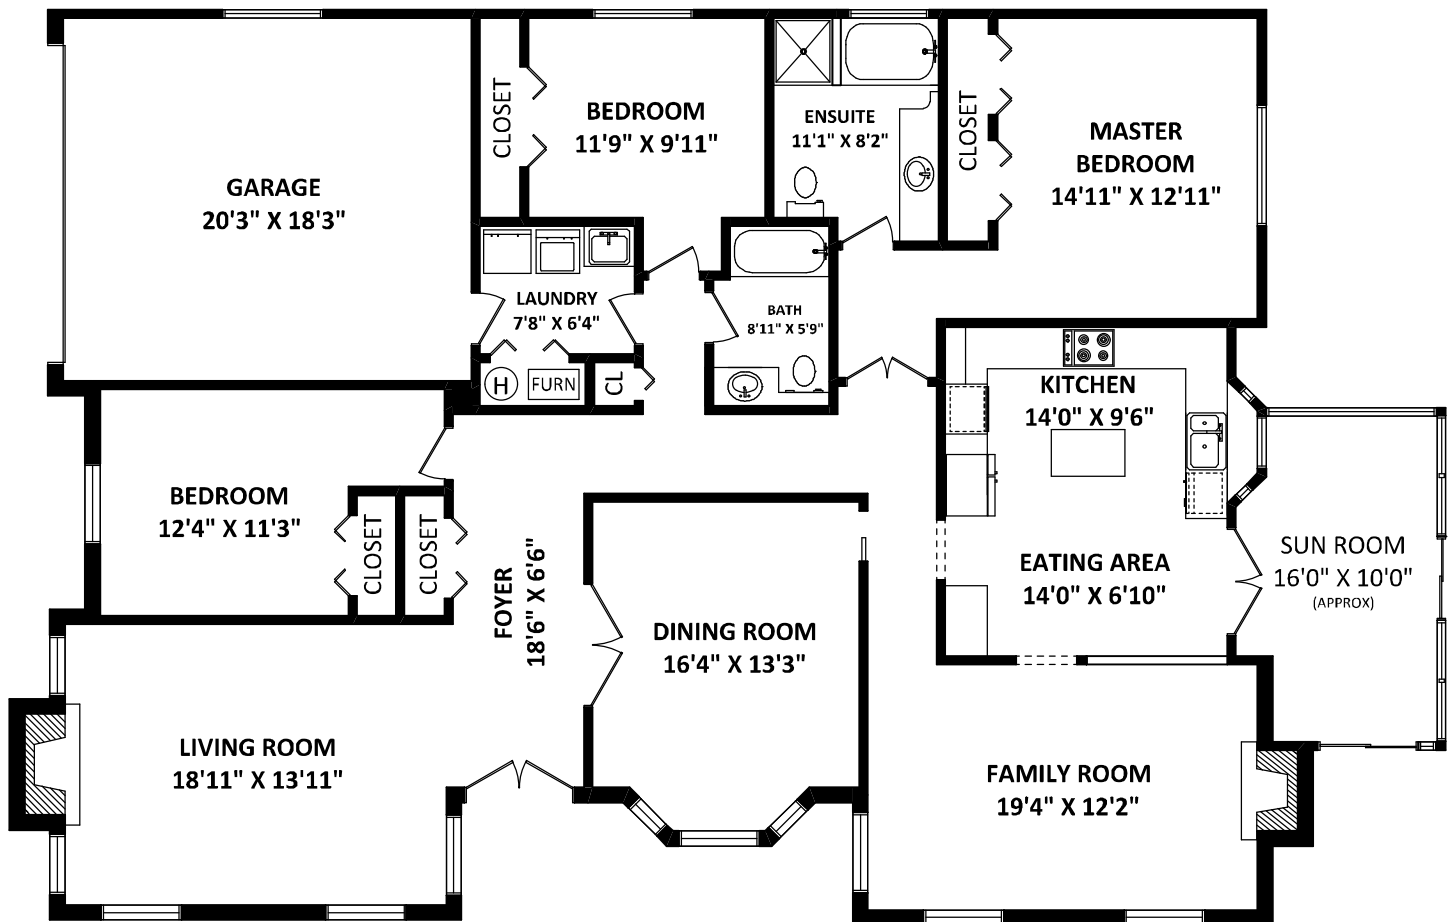 GARAGE
20'3" X 18'3"
CLOSET
BEDROOM
11'9" X 9'11"
ENSUITE
11'1" X 8'2"
CLOSET
MASTER
BEDROOM
14'11" X 12'11"
LAUNDRY
7'8" X 6'4"
BATH
8'11" X 5'9"
H
FURN
CL
KITCHEN
14'0" X 9'6"
BEDROOM
12'4" X 11'3"
CLOSET
CLOSET
FOYER
18'6" X 6'6"
EATING AREA
14'0" X 6'10"
SUN ROOM
16'0" X 10'0"
(APPROX)
DINING ROOM
16'4" X 13'3"
LIVING ROOM
18'11" X 13'11"
FAMILY ROOM
19'4" X 12'2"